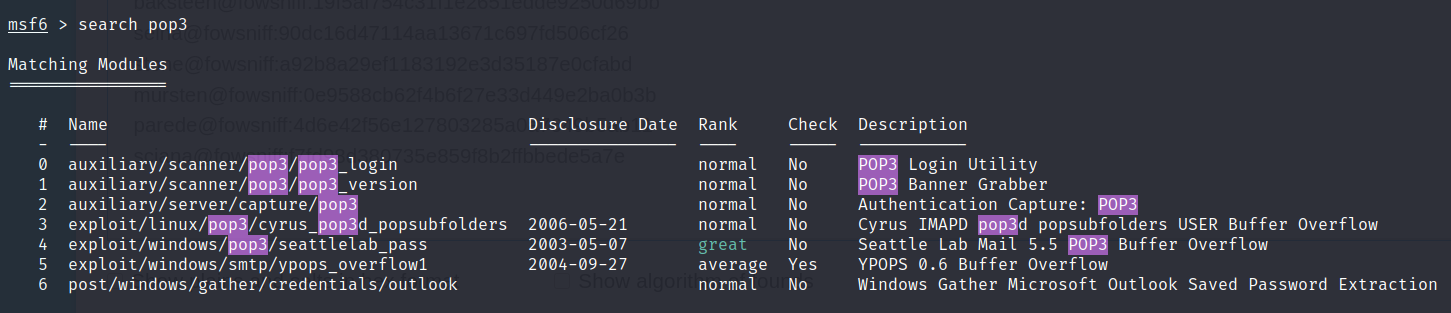 msf6 > search pop3
Matching Modules
================
# Name Disclosure Date Rank Check Description
- ---- --------------- ---- ----- -----------
0 auxiliary/scanner/pop3/pop3_login normal No POP3 Login Utility
1 auxiliary/scanner/pop3/pop3_version normal No POP3 Banner Grabber
2 auxiliary/server/capture/pop3 normal No Authentication Capture: POP3
3 exploit/linux/pop3/cyrus_pop3d_popsubfolders 2006-05-21 normal No Cyrus IMAPD pop3d popsubfolders USER Buffer Overflow
4 exploit/windows/pop3/seattlelab_pass 2003-05-07 great No Seattle Lab Mail 5.5 POP3 Buffer Overflow
5 exploit/windows/smtp/ypops_overflow1 2004-09-27 average Yes YPOPS 0.6 Buffer Overflow
6 post/windows/gather/credentials/outlook normal No Windows Gather Microsoft Outlook Saved Password Extraction